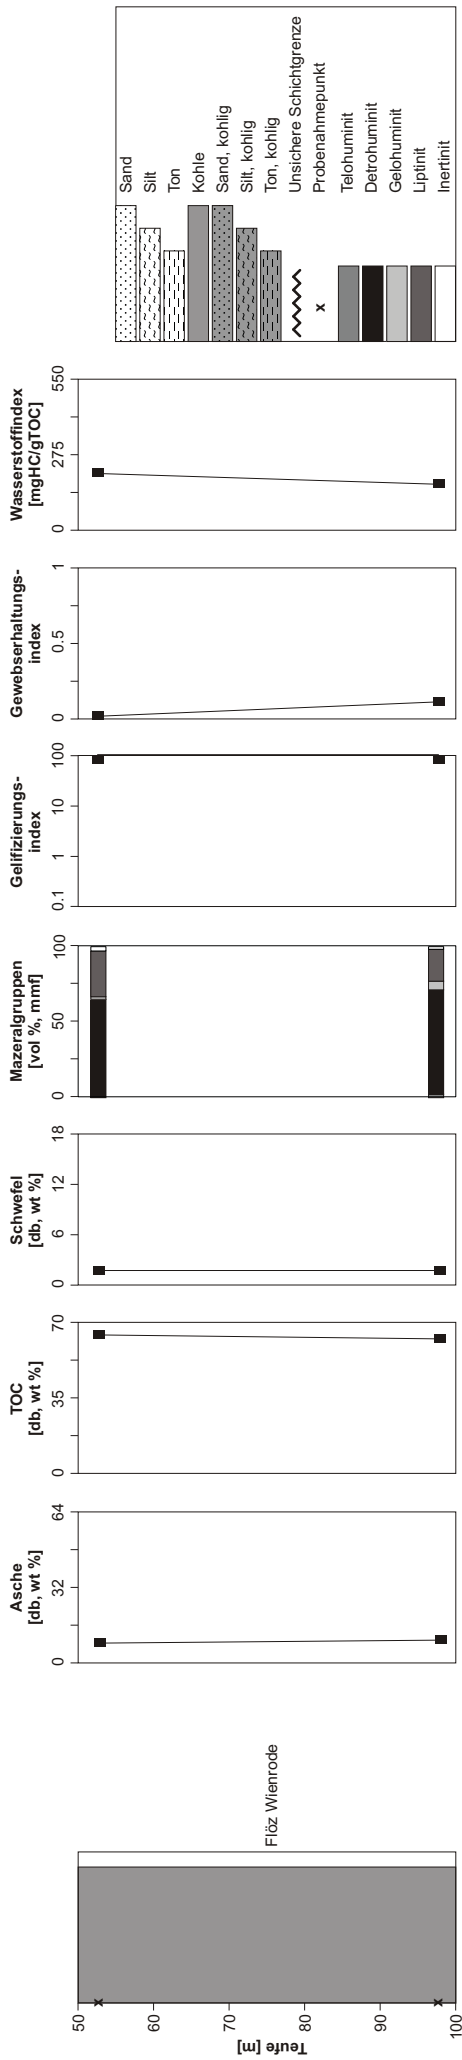 Teufe [m]
50
60
70
80
90
100
x
x
Flöz Wienrode
Asche
[db, wt %]
0
32
64
TOC
[db, wt %]
0
35
70
Schwefel
[db, wt %]
0
6
12
18
Mazeralgruppen
[vol %, mmf]
0
50
100
Gelifizierungs-
index
0.1
1
10
100
Gewebserhaltungs-
index
0
0.5
1
Wasserstoffindex
[mgHC/gTOC]
0
275
550
Sand
Silt
Ton
Kohle
Sand, kohlig
Silt, kohlig
Ton, kohlig
Unsichere Schichtgrenze
x Probenahmepunkt
Telohuminit
Detrohuminit
Gelohuminit
Liptinit
Inertinit